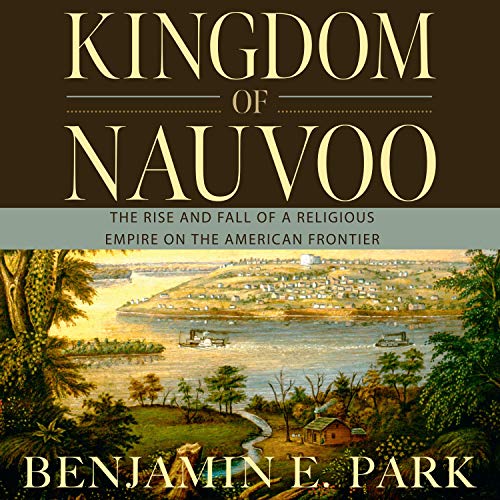 KINGDOM
OF
NAUVOO
THE RISE AND FALL OF A RELIGIOUS
EMPIRE ON THE AMERICAN FRONTIER
BENJAMIN E. PARK